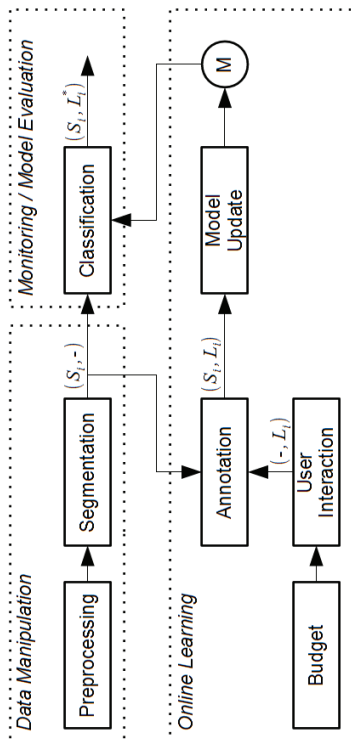 Data Manipulation
Monitoring / Model Evaluation
Preprocessing
Segmentation
(S_i, -)
Classification
(S_i, L_i^*)
Online Learning
Annotation
(S_i, L_i)
Model
Update
M
(-, L_i)
Budget
User
Interaction